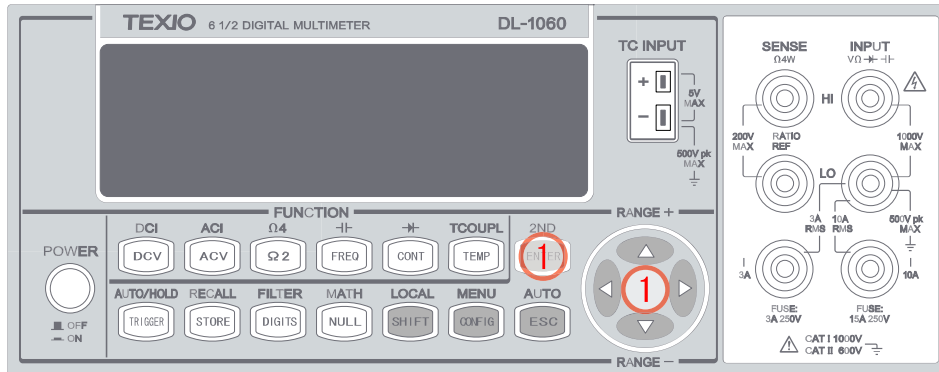 TEXIO 6 1/2 DIGITAL MULTIMETER DL-1060
TC INPUT
+
−
5V
MAX
500V pk
MAX
SENSE
Ω4W
INPUT
VΩ
HI
200V
MAX
RATIO
REF
1000V
MAX
LO
3A
RMS
10A
RMS
500V pk
MAX
3A
10A
FUSE:
3A 250V
FUSE:
15A 250V
CAT I 1000V
CAT II 600V
FUNCTION
RANGE +
DCI ACI Ω4 TCOUPL 2ND
POWER
DCV ACV Ω2 FREQ CONT TEMP ENTER
1
1
AUTO/HOLD RECALL FILTER MATH LOCAL MENU AUTO
TRIGGER STORE DIGITS NULL SHIFT CONFIG ESC
OFF
ON
RANGE −